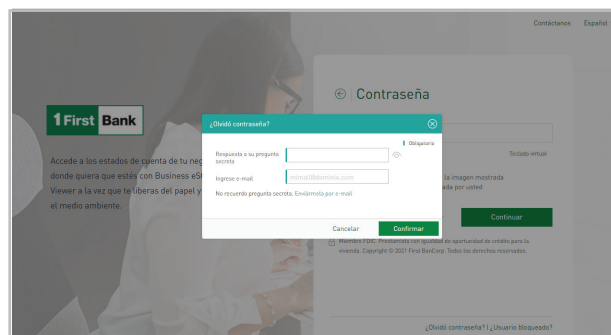 Contáctanos Español
Contraseña
1 First Bank
¿Olvidó contraseña?
Obligatorio
Respuesta a su pregunta
secreta
Teclado virtual
Accede a los estados de cuenta de tu neg
donde quiera que estés con Business eS
Ingrese e-mail
mimail@dominio.com
la imagen mostrada
ada por usted
Viewer a la vez que te liberas del papel y
No recuerdo pregunta secreta. Enviármela por e-mail
el medio ambiente.
Continuar
Cancelar
Confirmar
Miembro FDIC. Prestamista con igualdad de oportunidad de crédito para la
vivienda. Copyright © 2021 First BanCorp. Todos los derechos reservados.
¿Olvidó contraseña? | ¿Usuario bloqueado?